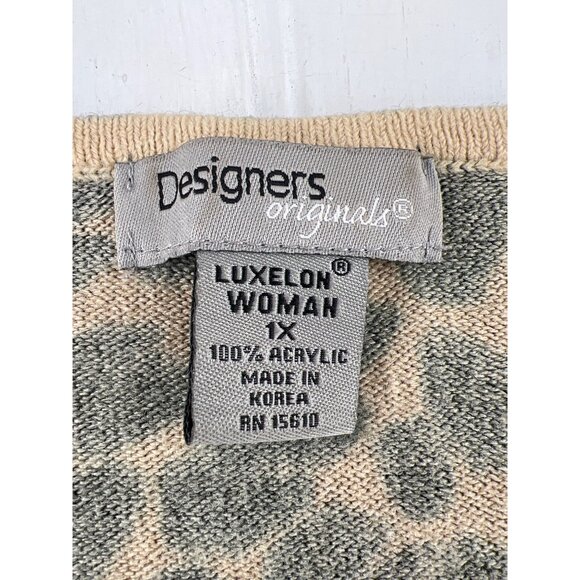 Designers
originals®
LUXELON®
WOMAN
1X
100% ACRYLIC
MADE IN
KOREA
RN 15610